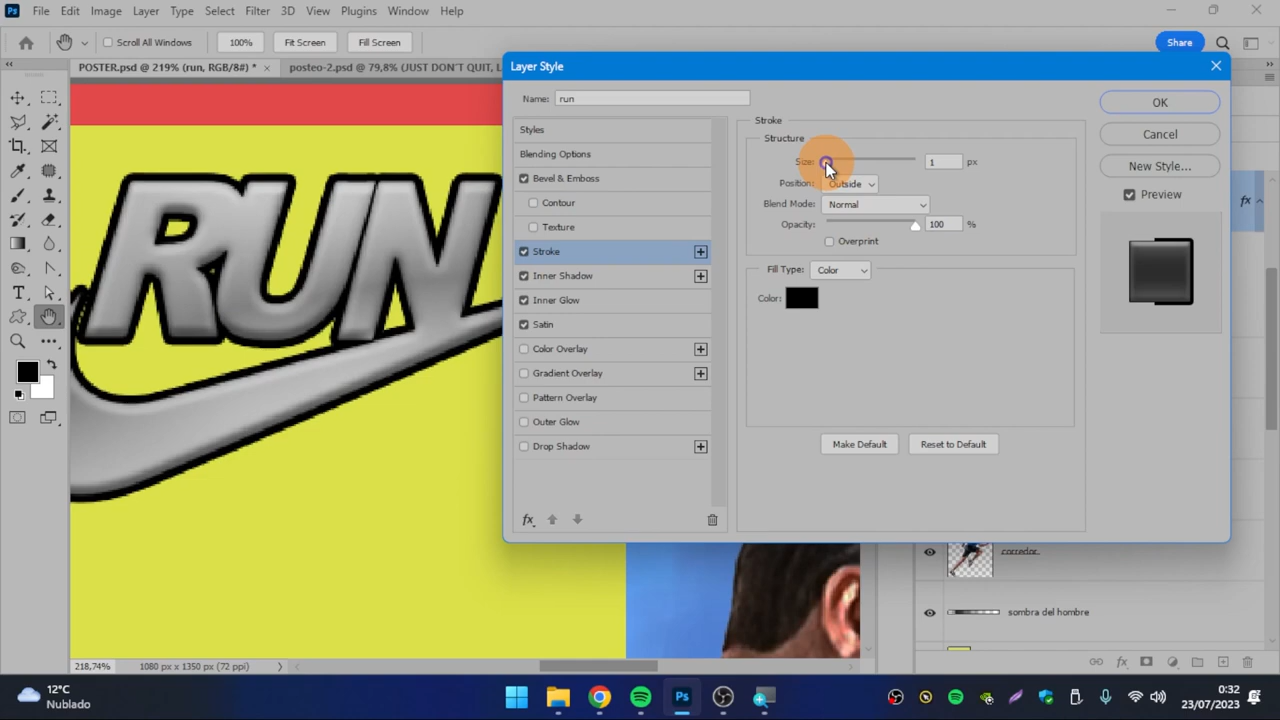 Ps File Edit Image Layer Type Select Filter 3D View Plugins Window Help
Scroll All Windows 100% Fit Screen Fill Screen Share
POSTER.psd @ 219% (run, RGB/8#) * × posteo-2.psd @ 79,8% (JUST DON'T QUIT, L
Layer Style
Name: run
OK
Cancel
New Style...
Preview
Styles
Blending Options
Bevel & Emboss
Contour
Texture
Stroke
Inner Shadow
Inner Glow
Satin
Color Overlay
Gradient Overlay
Pattern Overlay
Outer Glow
Drop Shadow
fx
Stroke
Structure
Size: 1 px
Position: Outside
Blend Mode: Normal
Opacity: 100 %
Overprint
Fill Type: Color
Color:
Make Default Reset to Default
RUN
fx
corredor
sombra del hombre
fx
218,74% 1080 px x 1350 px (72 ppi)
12°C
Nublado
Ps
0:32
23/07/2023